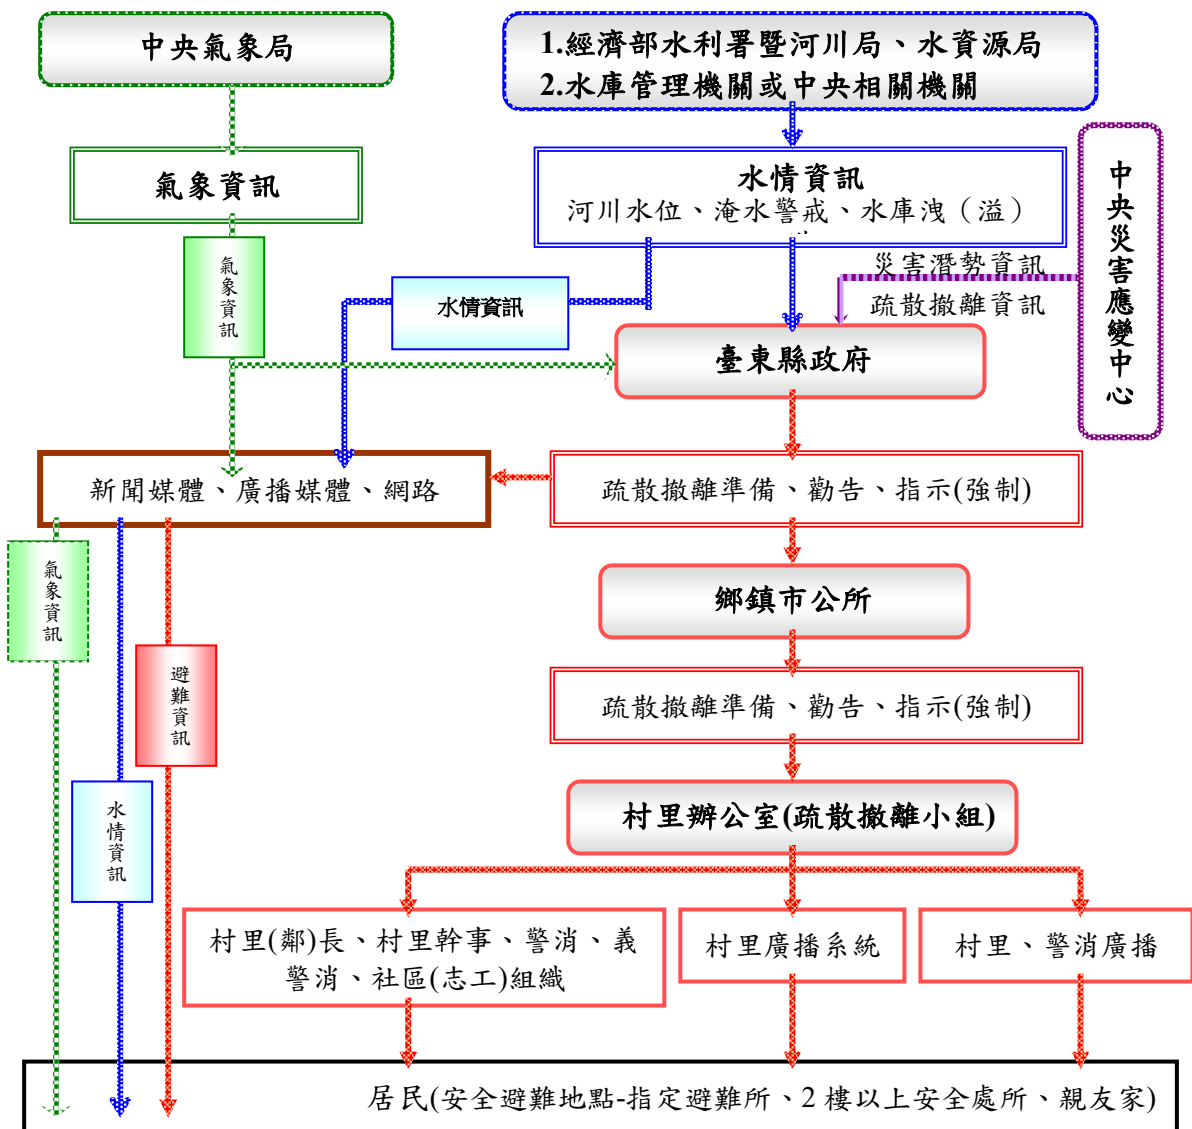 中央氣象局
1.經濟部水利署暨河川局、水資源局
2.水庫管理機關或中央相關機關
氣象資訊
水情資訊
河川水位、淹水警戒、水庫洩（溢）
中央災害應變中心
氣象資訊
水情資訊
災害潛勢資訊
疏散撤離資訊
臺東縣政府
新聞媒體、廣播媒體、網路
疏散撤離準備、勸告、指示(強制)
氣象資訊
鄉鎮市公所
避難資訊
疏散撤離準備、勸告、指示(強制)
水情資訊
村里辦公室(疏散撤離小組)
村里(鄰)長、村里幹事、警消、義
警消、社區(志工)組織
村里廣播系統
村里、警消廣播
居民(安全避難地點-指定避難所、2 樓以上安全處所、親友家)